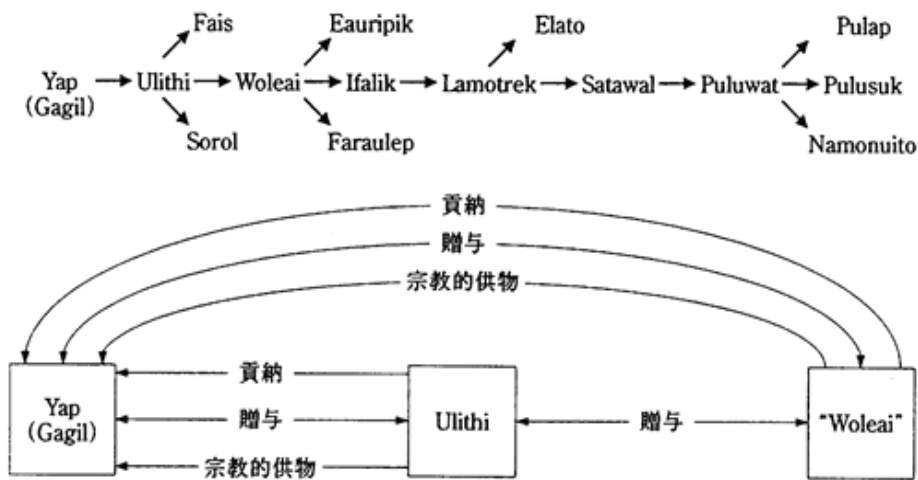 Fais Eauripik Elato Pulap
Yap Ulithi Woleai Ifalik Lamotrek Satawal Puluwat Pulusuk
(Gagil)
Sorol Faraulep Namonuito
貢納
贈与
宗教的供物
貢納
Yap
(Gagil)
贈与
宗教的供物
Ulithi
贈与
“Woleai”